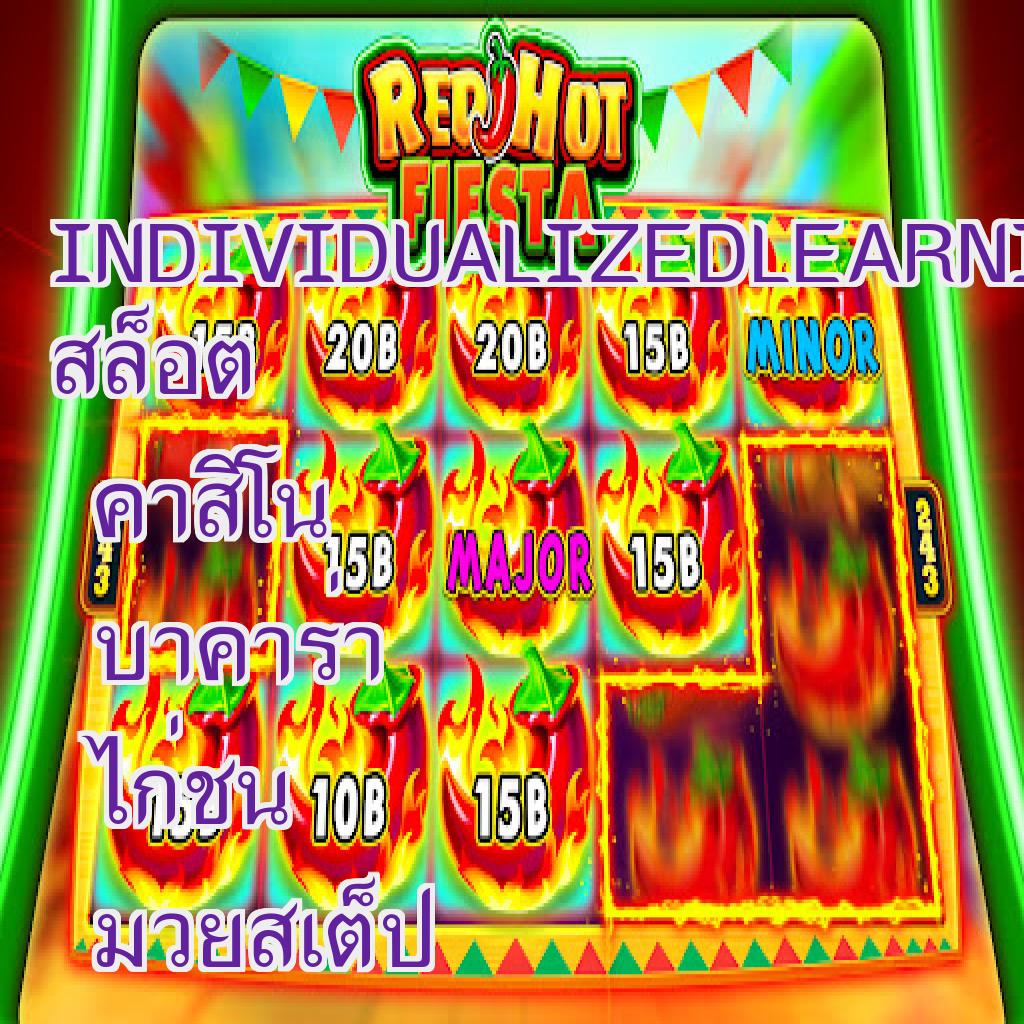 RED HOT
FIESTA
INDIVIDUALIZEDLEARNI
สล็อต
20B 20B 15B MINOR
คาสิโน
15B MAJOR 15B
243
บาคาร่า
ไก่ชน
10B 15B
มวยสเต็ป